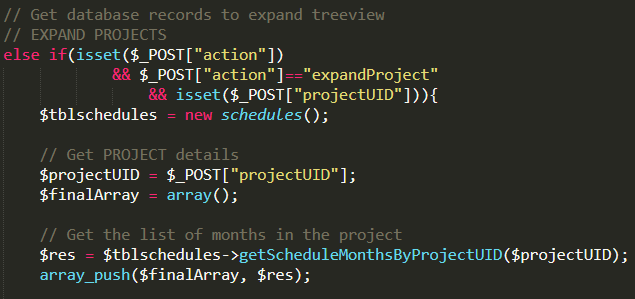 // Get database records to expand treeview
// EXPAND PROJECTS
else if(isset($_POST["action"])
&& $_POST["action"]=="expandProject"
&& isset($_POST["projectUID"])){
$tblschedules = new schedules();
// Get PROJECT details
$projectUID = $_POST["projectUID"];
$finalArray = array();
// Get the list of months in the project
$res = $tblschedules->getScheduleMonthsByProjectUID($projectUID);
array_push($finalArray, $res);